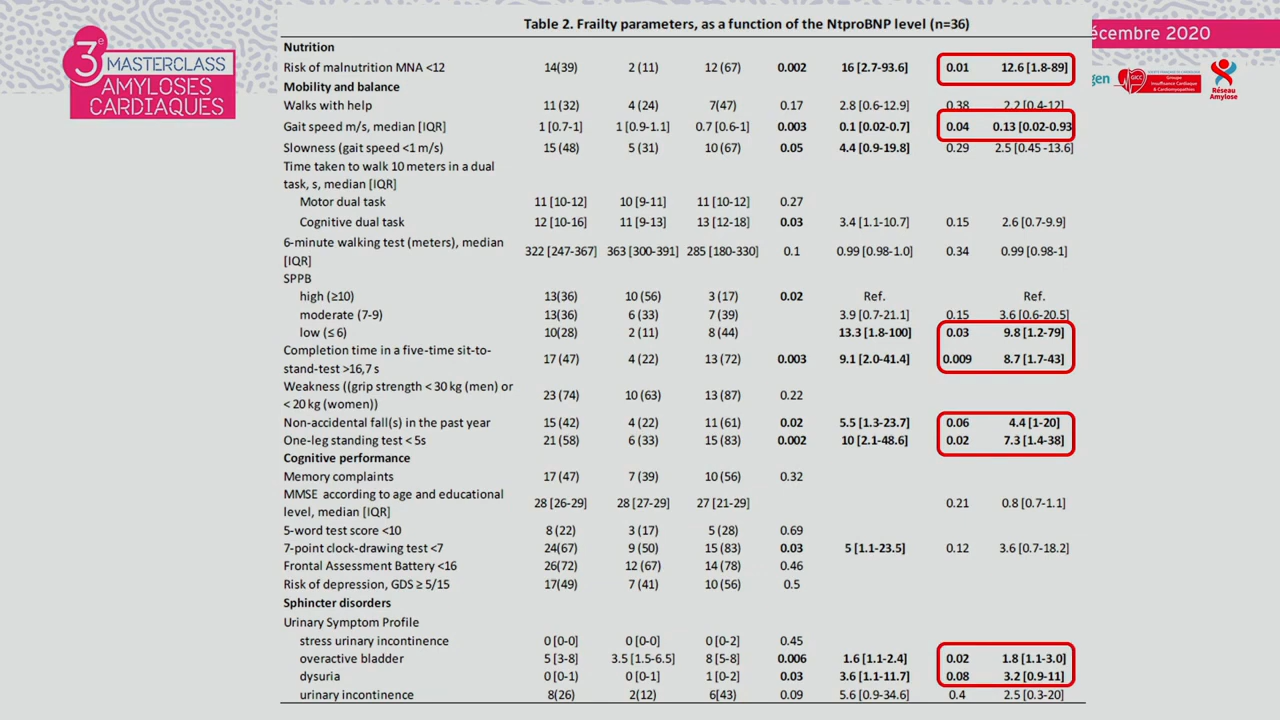 3e MASTERCLASS
AMYLOSES
CARDIAQUES
écembre 2020
gen
GICC
Groupe
Insuffisance Cardiaque
& Cardiomyopathies
Réseau
Amylose
Table 2. Frailty parameters, as a function of the NtproBNP level (n=36)
Nutrition
Risk of malnutrition MNA <12 14(39) 2 (11) 12 (67) 0.002 16 [2.7-93.6] 0.01 12.6 [1.8-89]
Mobility and balance
Walks with help 11 (32) 4 (24) 7(47) 0.17 2.8 [0.6-12.9] 0.38 2.2 [0.4-12]
Gait speed m/s, median [IQR] 1 [0.7-1] 1 [0.9-1.1] 0.7 [0.6-1] 0.003 0.1 [0.02-0.7] 0.04 0.13 [0.02-0.93
Slowness (gait speed <1 m/s) 15 (48) 5 (31) 10 (67) 0.05 4.4 [0.9-19.8] 0.29 2.5 [0.45 -13.6]
Time taken to walk 10 meters in a dual
task, s, median [IQR]
Motor dual task 11 [10-12] 10 [9-11] 11 [10-12] 0.27
Cognitive dual task 12 [10-16] 11 [9-13] 13 [12-18] 0.03 3.4 [1.1-10.7] 0.15 2.6 [0.7-9.9]
6-minute walking test (meters), median
[IQR] 322 [247-367] 363 [300-391] 285 [180-330] 0.1 0.99 [0.98-1.0] 0.34 0.99 [0.98-1]
SPPB
high (≥10) 13(36) 10 (56) 3 (17) 0.02 Ref. Ref.
moderate (7-9) 13(36) 6 (33) 7 (39) 3.9 [0.7-21.1] 0.15 3.6 [0.6-20.5]
low (≤ 6) 10(28) 2 (11) 8 (44) 13.3 [1.8-100] 0.03 9.8 [1.2-79]
Completion time in a five-time sit-to-
stand-test >16,7 s 17 (47) 4 (22) 13 (72) 0.003 9.1 [2.0-41.4] 0.009 8.7 [1.7-43]
Weakness ((grip strength < 30 kg (men) or
< 20 kg (women)) 23 (74) 10 (63) 13 (87) 0.22
Non-accidental fall(s) in the past year 15 (42) 4 (22) 11 (61) 0.02 5.5 [1.3-23.7] 0.06 4.4 [1-20]
One-leg standing test < 5s 21 (58) 6 (33) 15 (83) 0.002 10 [2.1-48.6] 0.02 7.3 [1.4-38]
Cognitive performance
Memory complaints 17 (47) 7 (39) 10 (56) 0.32
MMSE according to age and educational
level, median [IQR] 28 [26-29] 28 [27-29] 27 [21-29] 0.21 0.8 [0.7-1.1]
5-word test score <10 8 (22) 3 (17) 5 (28) 0.69
7-point clock-drawing test <7 24(67) 9 (50) 15 (83) 0.03 5 [1.1-23.5] 0.12 3.6 [0.7-18.2]
Frontal Assessment Battery <16 26(72) 12 (67) 14 (78) 0.46
Risk of depression, GDS ≥ 5/15 17(49) 7 (41) 10 (56) 0.5
Sphincter disorders
Urinary Symptom Profile
stress urinary incontinence 0 [0-0] 0 [0-0] 0 [0-2] 0.45
overactive bladder 5 [3-8] 3.5 [1.5-6.5] 8 [5-8] 0.006 1.6 [1.1-2.4] 0.02 1.8 [1.1-3.0]
dysuria 0 [0-1] 0 [0-1] 1 [0-2] 0.03 3.6 [1.1-11.7] 0.08 3.2 [0.9-11]
urinary incontinence 8(26) 2(12) 6(43) 0.09 5.6 [0.9-34.6] 0.4 2.5 [0.3-20]